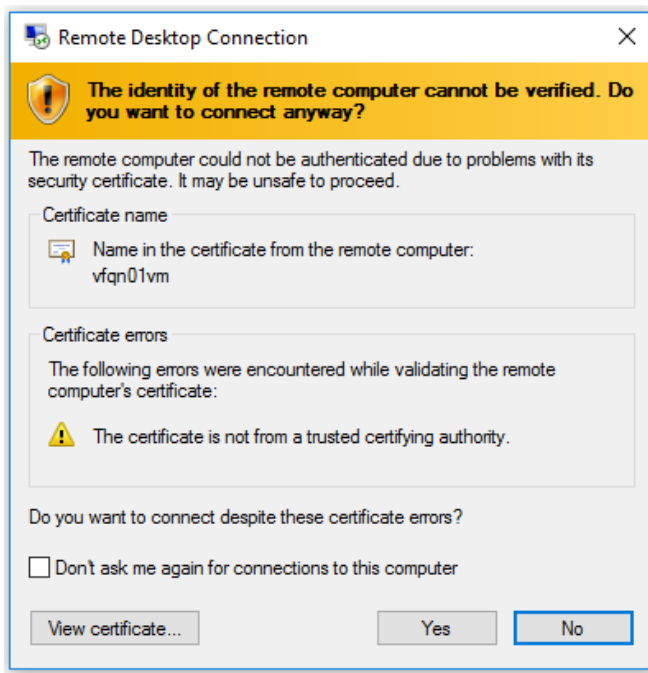 Remote Desktop Connection
The identity of the remote computer cannot be verified. Do
you want to connect anyway?
The remote computer could not be authenticated due to problems with its
security certificate. It may be unsafe to proceed.
Certificate name
Name in the certificate from the remote computer:
vfqn01vm
Certificate errors
The following errors were encountered while validating the remote
computer's certificate:
The certificate is not from a trusted certifying authority.
Do you want to connect despite these certificate errors?
Don't ask me again for connections to this computer
View certificate...
Yes
No